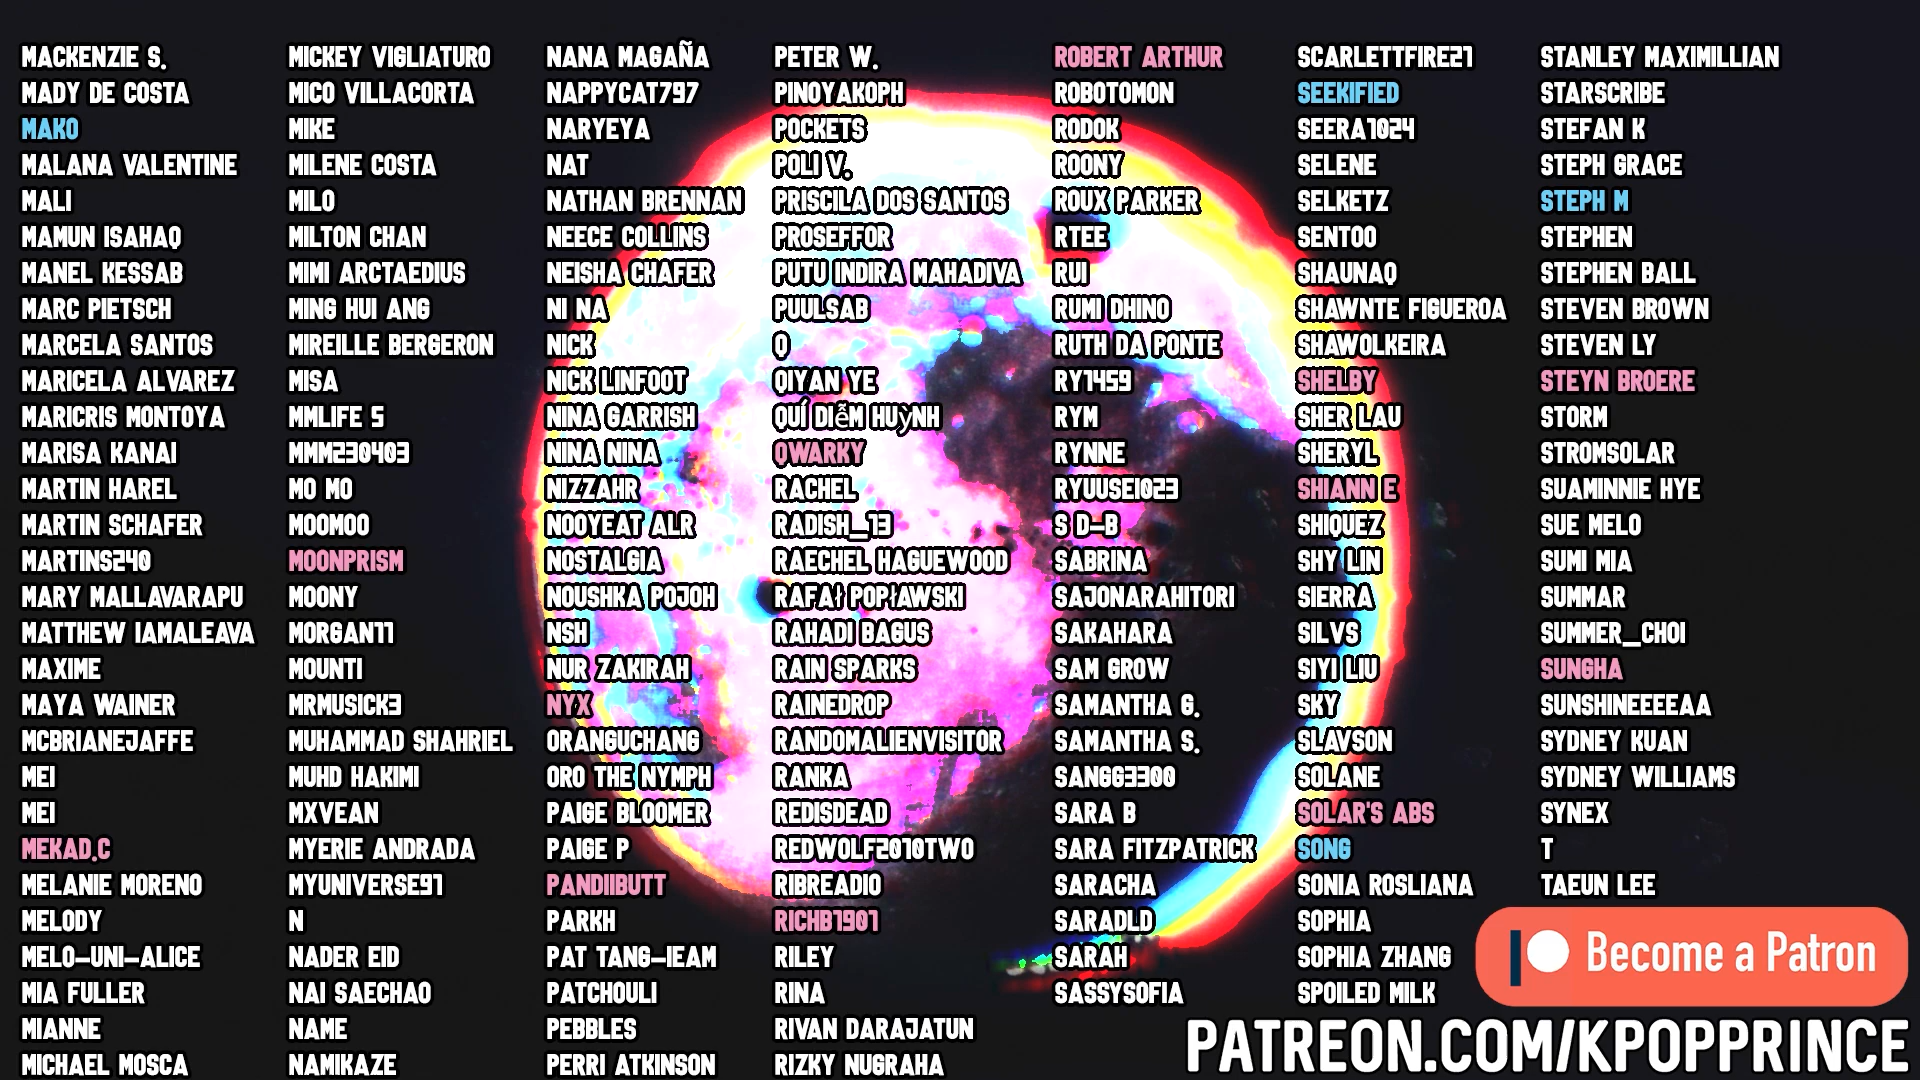 MACKENZIE S.
MADY DE COSTA
MAKO
MALANA VALENTINE
MALI
MAMUN ISAHAQ
MANEL KESSAB
MARC PIETSCH
MARCELA SANTOS
MARICELA ALVAREZ
MARICRIS MONTOYA
MARISA KANAI
MARTIN HAREL
MARTIN SCHAFER
MARTINS240
MARY MALLAVARAPU
MATTHEW IAMALEAVA
MAXIME
MAYA WAINER
MCBRIANEJAFFE
MEI
MEI
MEKAD.C
MELANIE MORENO
MELODY
MELO-UNI-ALICE
MIA FULLER
MIANNE
MICHAEL MOSCA
MICKEY VIGLIATURO
MICO VILLACORTA
MIKE
MILENE COSTA
MILO
MILTON CHAN
MIMI ARCTAEDIUS
MING HUI ANG
MIREILLE BERGERON
MISA
MMLIFE S
MMM230403
MO MO
MOOMOO
MOONPRISM
MOONY
MORGAN11
MOUNTI
MRMUSICK3
MUHAMMAD SHAHRIEL
MUHD HAKIMI
MXVEAN
MYERIE ANDRADA
MYUNIVERSE97
N
NADER EID
NAI SAECHAO
NAME
NAMIKAZE
NANA MAGAÑA
NAPPYCAT797
NARYEYA
NAT
NATHAN BRENNAN
NEECE COLLINS
NEISHA CHAFER
NI NA
NICK
NICK LINFOOT
NINA GARRISH
NINA NINA
NIZZAHR
NOOYEAT ALR
NOSTALGIA
NOUSHKA POJOH
NSH
NUR ZAKIRAH
NYX
ORANGUCHANG
ORO THE NYMPH
PAIGE BLOOMER
PAIGE P
PANDIIBUTT
PARKH
PAT TANG-IEAM
PATCHOULI
PEBBLES
PERRI ATKINSON
PETER W.
PINOYAKOPH
POCKETS
POLI V.
PRISCILA DOS SANTOS
PROSEFFOR
PUTU INDIRA MAHADIVA
PUULSAB
Q
QIYAN YE
QUÍ DIỄM HUỲNH
QWARKY
RACHEL
RADISH_13
RAECHEL HAGUEWOOD
RAFAŁ POPŁAWSKI
RAHADI BAGUS
RAIN SPARKS
RAINEDROP
RANDOMALIENVISITOR
RANKA
REDISDEAD
REDWOLF2010TWO
RIBREADIO
RICHB1901
RILEY
RINA
RIVAN DARAJATUN
RIZKY NUGRAHA
ROBERT ARTHUR
ROBOTOMON
RODOK
ROONY
ROUX PARKER
RTEE
RUI
RUMI DHINO
RUTH DA PONTE
RY1459
RYM
RYNNE
RYUUSEI023
S D-B
SABRINA
SAJONARAHITORI
SAKAHARA
SAM GROW
SAMANTHA G.
SAMANTHA S.
SANGG3300
SARA B
SARA FITZPATRICK
SARACHA
SARADLD
SARAH
SASSYSOFIA
SCARLETTFIRE21
SEEKIFIED
SEERA1024
SELENE
SELKETZ
SENTOO
SHAUNAQ
SHAWNTE FIGUEROA
SHAWOLKEIRA
SHELBY
SHER LAU
SHERYL
SHIANN E
SHIQUEZ
SHY LIN
SIERRA
SILVS
SIYI LIU
SKY
SLAVSON
SOLANE
SOLAR'S ABS
SONG
SONIA ROSLIANA
SOPHIA
SOPHIA ZHANG
SPOILED MILK
STANLEY MAXIMILLIAN
STARSCRIBE
STEFAN K
STEPH GRACE
STEPH M
STEPHEN
STEPHEN BALL
STEVEN BROWN
STEVEN LY
STEYN BROERE
STORM
STROMSOLAR
SUAMINNIE HYE
SUE MELO
SUMI MIA
SUMMAR
SUMMER_CHOI
SUNGHA
SUNSHINEEEEAA
SYDNEY KUAN
SYDNEY WILLIAMS
SYNEX
T
TAEUN LEE
Become a Patron
PATREON.COM/KPOPPRINCE